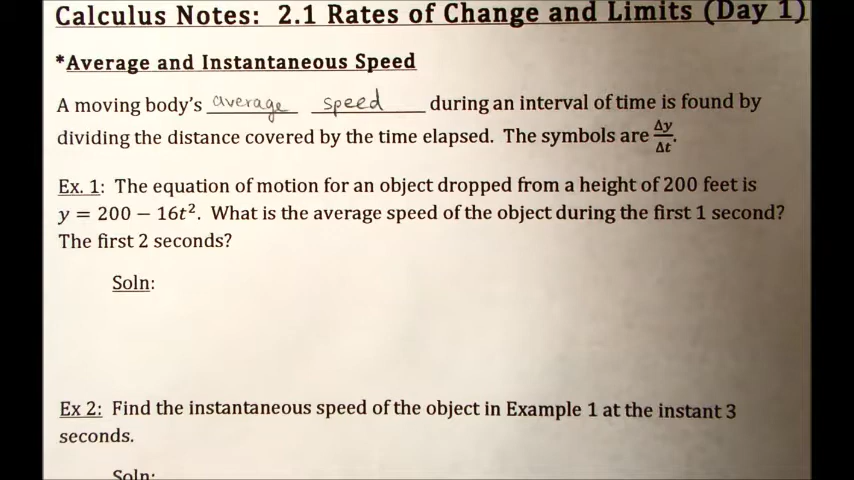 Calculus Notes: 2.1 Rates of Change and Limits (Day 1)
*Average and Instantaneous Speed
A moving body's average speed during an interval of time is found by
dividing the distance covered by the time elapsed. The symbols are Δy/Δt.
Ex. 1: The equation of motion for an object dropped from a height of 200 feet is
y = 200 − 16t². What is the average speed of the object during the first 1 second?
The first 2 seconds?
Soln:
Ex 2: Find the instantaneous speed of the object in Example 1 at the instant 3
seconds.
Soln: